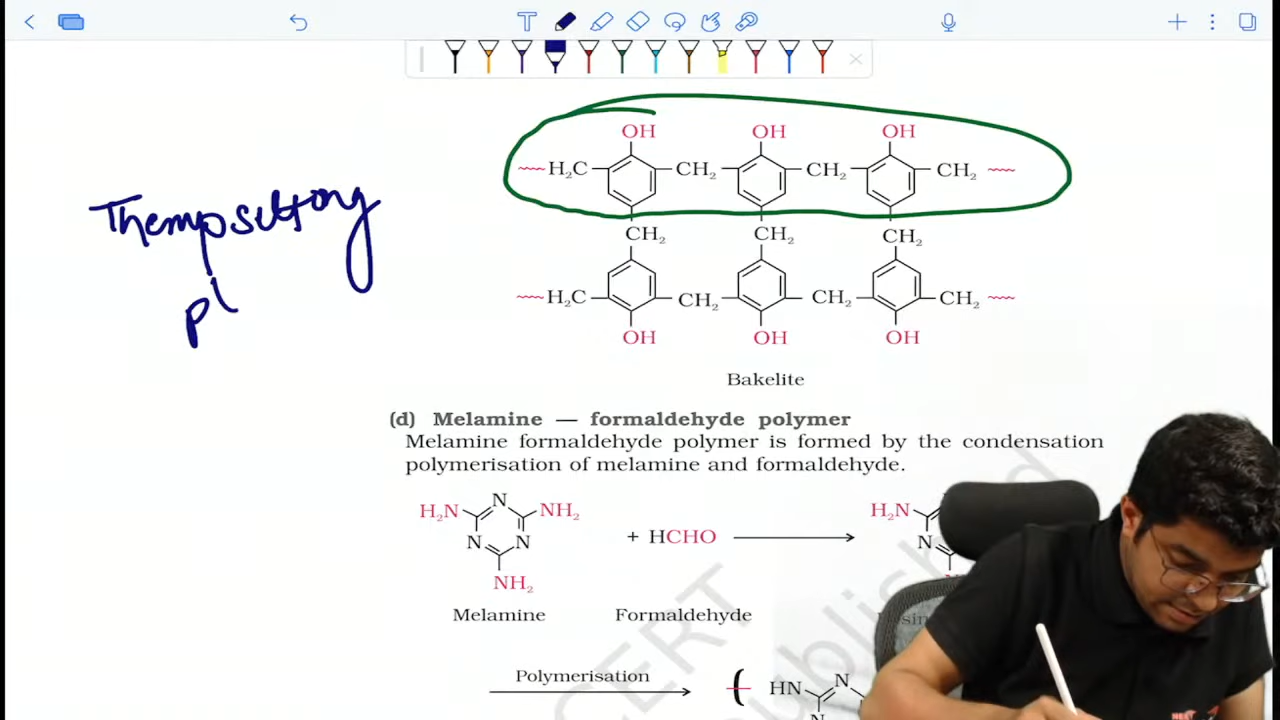 OH OH OH
H₂C CH₂ CH₂ CH₂
CH₂ CH₂ CH₂
H₂C CH₂ CH₂ CH₂
OH OH OH
Bakelite
pl
(d) Melamine — formaldehyde polymer
Melamine formaldehyde polymer is formed by the condensation
polymerisation of melamine and formaldehyde.
H₂N N NH₂
N N
NH₂
+ HCHO
H₂N
N
Melamine Formaldehyde
Polymerisation
HN N
N